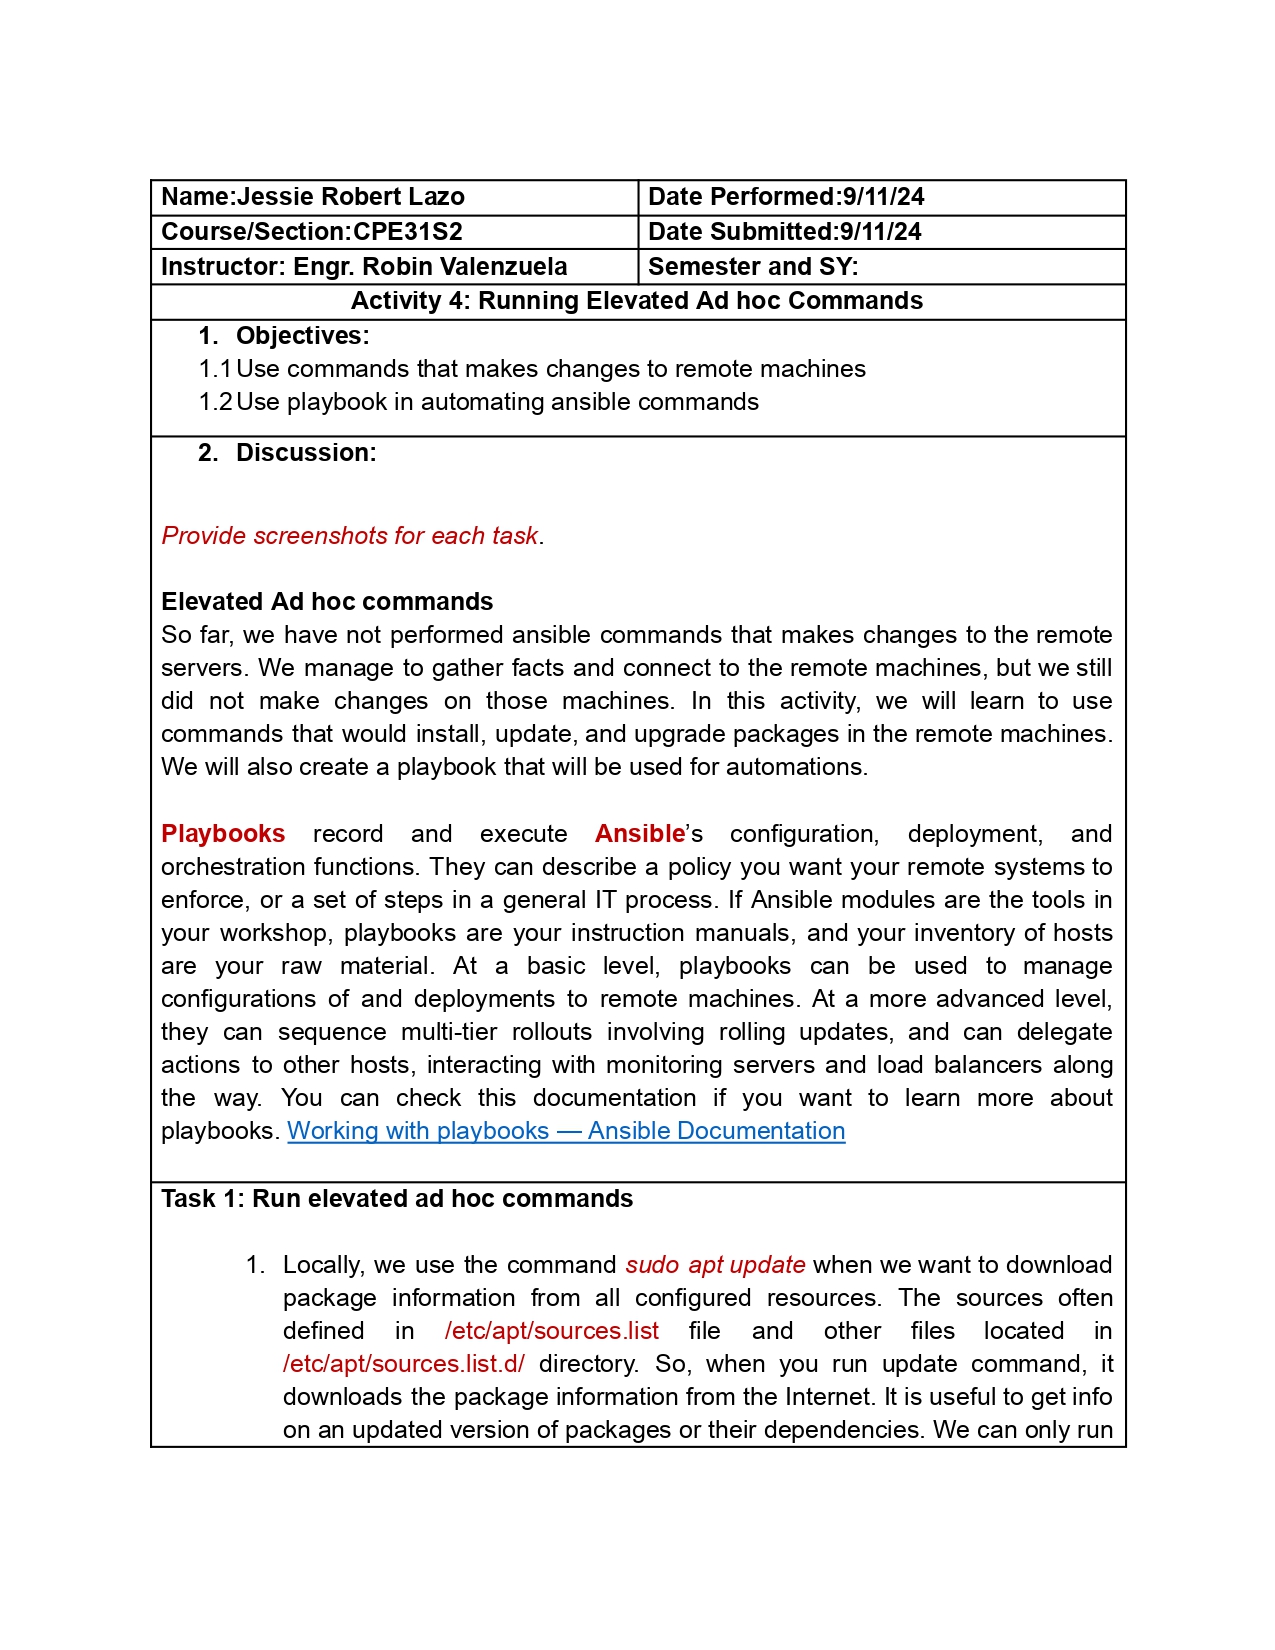 Name:Jessie Robert Lazo
Date Performed:9/11/24
Course/Section:CPE31S2
Date Submitted:9/11/24
Instructor: Engr. Robin Valenzuela
Semester and SY:
Activity 4: Running Elevated Ad hoc Commands
1. Objectives:
1.1 Use commands that makes changes to remote machines
1.2 Use playbook in automating ansible commands
2. Discussion:
Provide screenshots for each task.
Elevated Ad hoc commands
So far, we have not performed ansible commands that makes changes to the remote
servers. We manage to gather facts and connect to the remote machines, but we still
did not make changes on those machines. In this activity, we will learn to use
commands that would install, update, and upgrade packages in the remote machines.
We will also create a playbook that will be used for automations.
Playbooks record and execute Ansible’s configuration, deployment, and
orchestration functions. They can describe a policy you want your remote systems to
enforce, or a set of steps in a general IT process. If Ansible modules are the tools in
your workshop, playbooks are your instruction manuals, and your inventory of hosts
are your raw material. At a basic level, playbooks can be used to manage
configurations of and deployments to remote machines. At a more advanced level,
they can sequence multi-tier rollouts involving rolling updates, and can delegate
actions to other hosts, interacting with monitoring servers and load balancers along
the way. You can check this documentation if you want to learn more about
playbooks. Working with playbooks — Ansible Documentation
Task 1: Run elevated ad hoc commands
1. Locally, we use the command sudo apt update when we want to download
package information from all configured resources. The sources often
defined in /etc/apt/sources.list file and other files located in
/etc/apt/sources.list.d/ directory. So, when you run update command, it
downloads the package information from the Internet. It is useful to get info
on an updated version of packages or their dependencies. We can only run